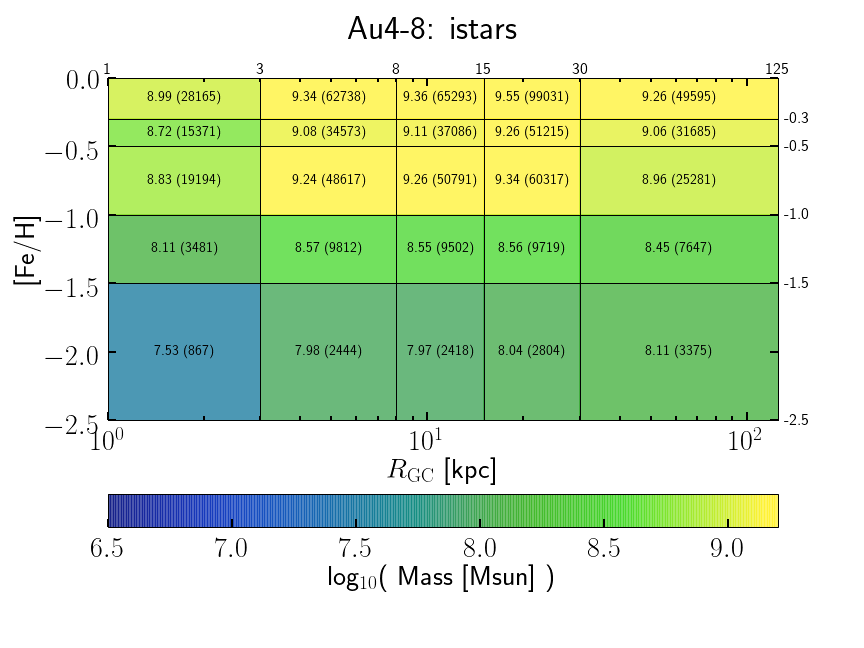 Au4-8: istars
1 3 8 15 30 125
0.0
8.99 (28165) 9.34 (62738) 9.36 (65293) 9.55 (99031) 9.26 (49595)
-0.3
8.72 (15371) 9.08 (34573) 9.11 (37086) 9.26 (51215) 9.06 (31685)
−0.5 -0.5
8.83 (19194) 9.24 (48617) 9.26 (50791) 9.34 (60317) 8.96 (25281)
−1.0 -1.0
[Fe/H]
8.11 (3481) 8.57 (9812) 8.55 (9502) 8.56 (9719) 8.45 (7647)
−1.5 -1.5
7.53 (867) 7.98 (2444) 7.97 (2418) 8.04 (2804) 8.11 (3375)
−2.0
−2.5 -2.5
10⁰ 10¹ 10²
R_GC [kpc]
6.5 7.0 7.5 8.0 8.5 9.0
log₁₀( Mass [Msun] )